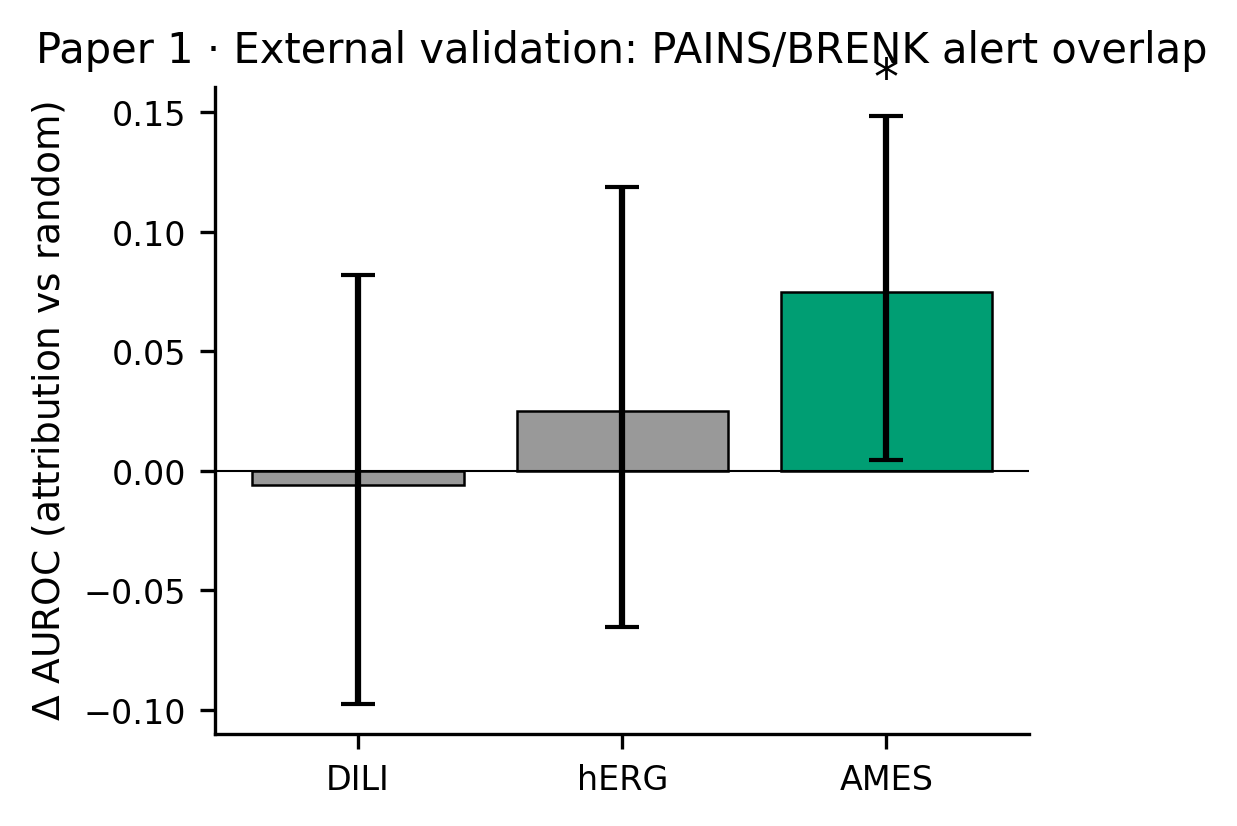 Paper 1 · External validation: PAINS/BRENK alert overlap
*
Δ AUROC (attribution vs random)
0.15
0.10
0.05
0.00
−0.05
−0.10
DILI
hERG
AMES